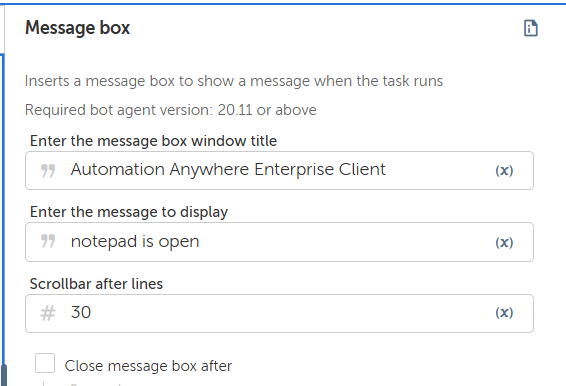 Message box
Inserts a message box to show a message when the task runs
Required bot agent version: 20.11 or above
Enter the message box window title
" Automation Anywhere Enterprise Client (x)
Enter the message to display
" notepad is open (x)
Scrollbar after lines
# 30 (x)
Close message box after